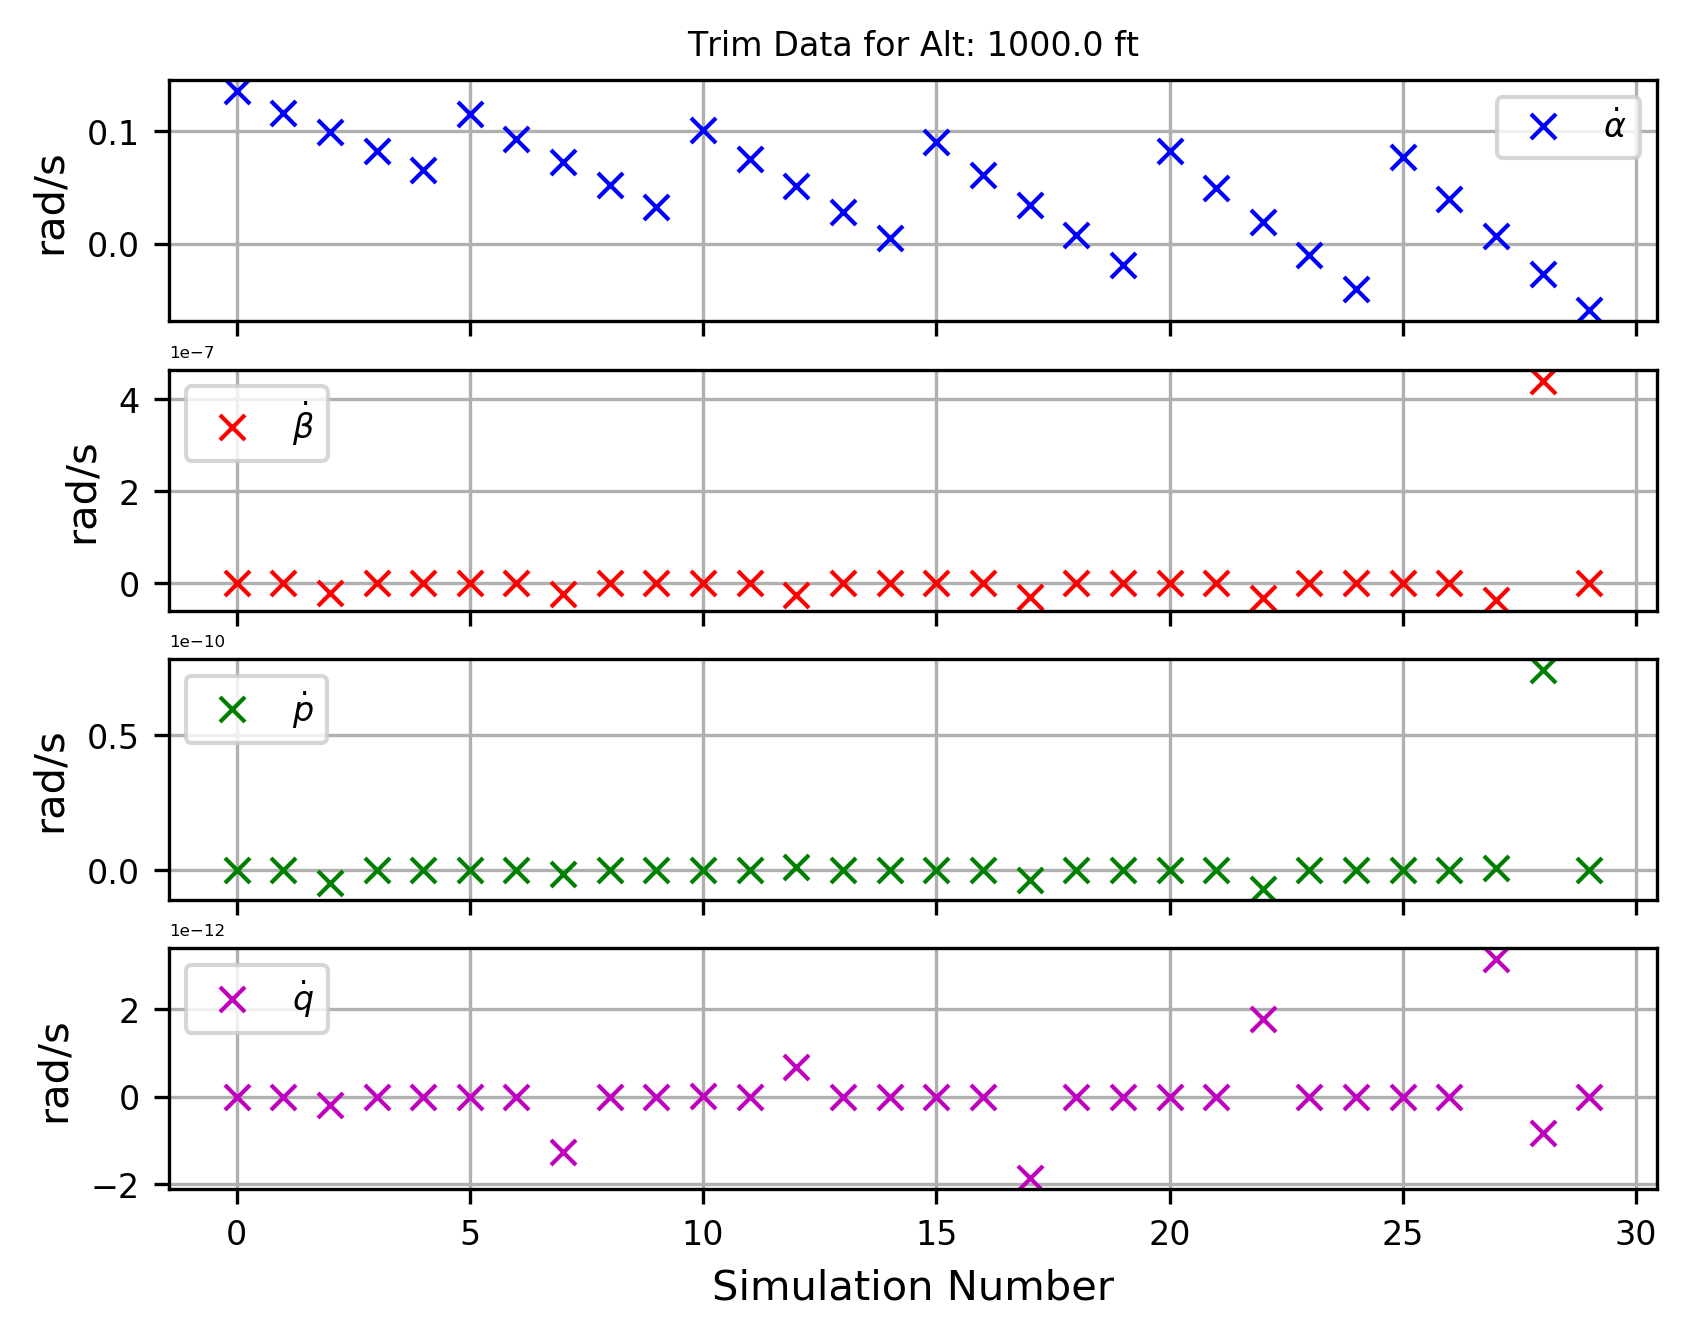 Trim Data for Alt: 1000.0 ft
rad/s
0.1
0.0
α̇
1e−7
rad/s
4
2
0
β̇
1e−10
rad/s
0.5
0.0
ṗ
1e−12
rad/s
2
0
−2
q̇
0 5 10 15 20 25 30
Simulation Number